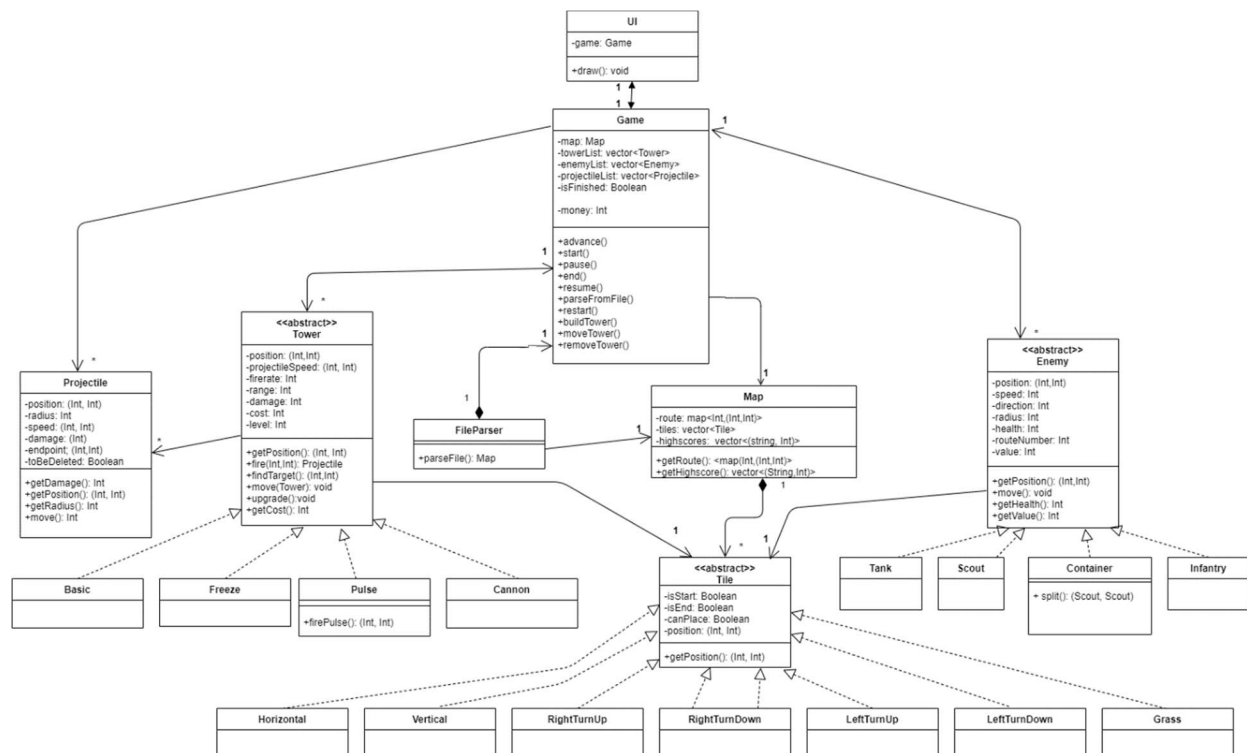 UI
-game: Game
+draw(): void
1
1
Game
-map: Map
-towerList: vector<Tower>
-enemyList: vector<Enemy>
-projectileList: vector<Projectile>
-isFinished: Boolean
-money: Int
+advance()
+start()
+pause()
+end()
+resume()
+parseFromFile()
+restart()
+buildTower()
+moveTower()
+removeTower()
1
1
1
1
*
*
*
<<abstract>>
Tower
-position: (Int,Int)
-projectileSpeed: (Int, Int)
-firerate: Int
-range: Int
-damage: Int
-cost: Int
-level: Int
+getPosition(): (Int, Int)
+fire(Int,Int): Projectile
+findTarget(): (Int,Int)
+move(Tower): void
+upgrade():void
+getCost(): Int
Projectile
-position: (Int, Int)
-radius: Int
-speed: (Int, Int)
-damage: (Int)
-endpoint; (Int,Int)
-toBeDeleted: Boolean
+getDamage(): Int
+getPosition(): (Int, Int)
+getRadius(): Int
+move(): Int
*
1
FileParser
+parseFile(): Map
1
Map
-route: map<Int,(Int,Int)>
-tiles: vector<Tile>
-highscores:  vector<(string, Int)>
+getRoute(): <map(Int,(Int,Int)>
+getHighscore(): vector<(String,Int)>
1
*
<<abstract>>
Enemy
-position: (Int,Int)
-speed: Int
-direction: Int
-radius: Int
-health: Int
-routeNumber: Int
-value: Int
+getPosition(): (Int,Int)
+move(): void
+getHealth(): Int
+getValue(): Int
1
1
Basic
Freeze
Pulse
+firePulse(): (Int, Int)
Cannon
<<abstract>>
Tile
-isStart: Boolean
-isEnd: Boolean
-canPlace: Boolean
-position: (Int, Int)
+getPosition(): (Int, Int)
Tank
Scout
Container
+ split(): (Scout, Scout)
Infantry
Horizontal
Vertical
RightTurnUp
RightTurnDown
LeftTurnUp
LeftTurnDown
Grass